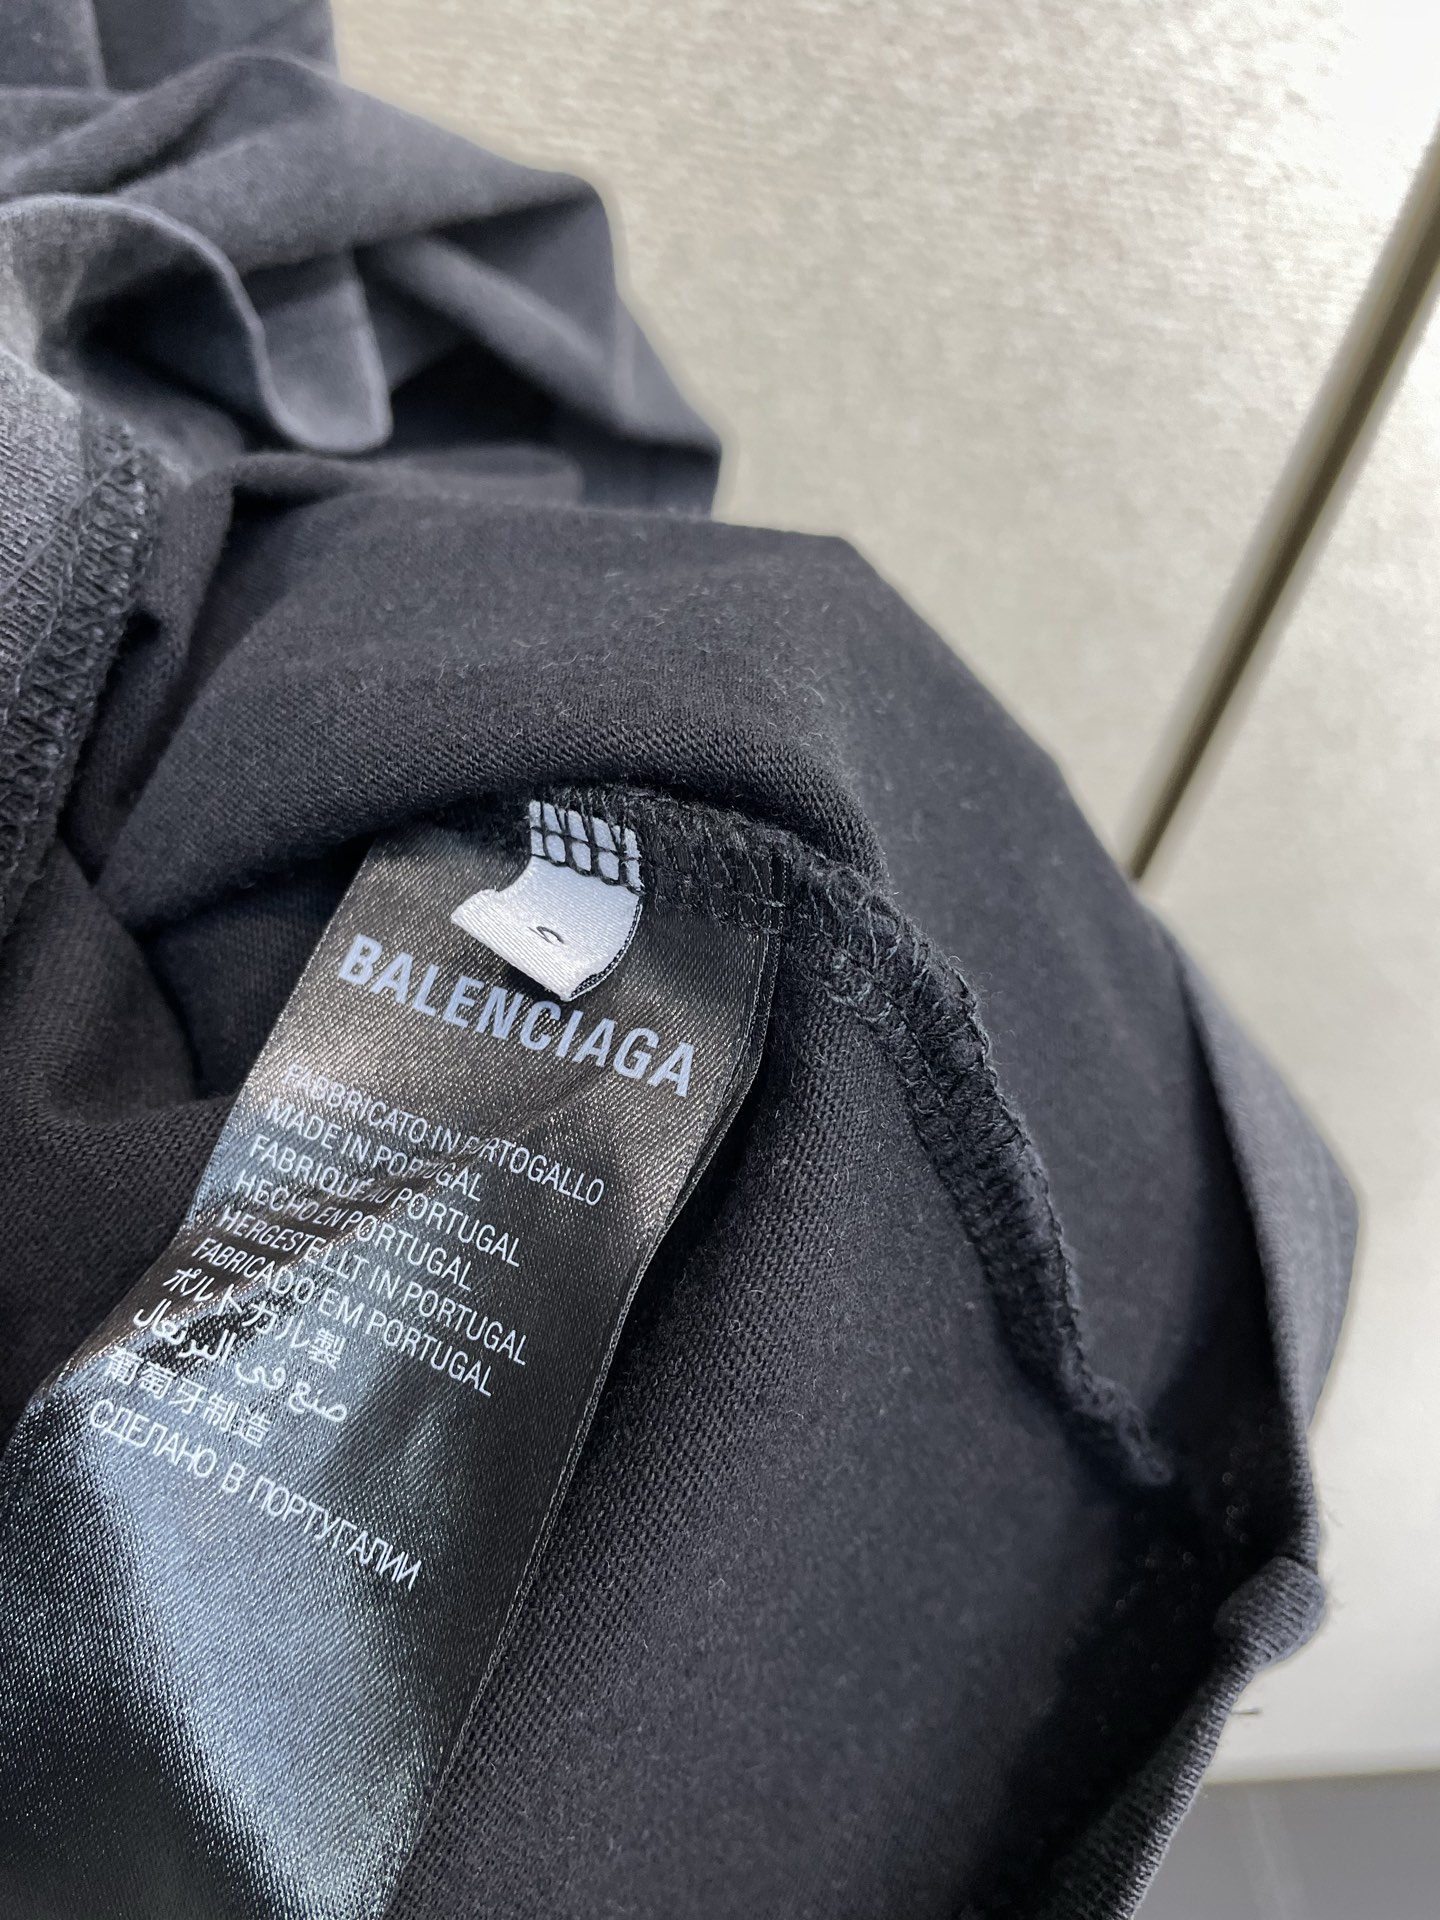 BALENCIAGA
FABBRICATO IN PORTOGALLO
MADE IN PORTUGAL
FABRIQUÉ AU PORTUGAL
HECHO EN PORTUGAL
HERGESTELLT IN PORTUGAL
FABRICADO EM PORTUGAL
ポルトガル製
صنع في البرتغال
葡萄牙制造
СДЕЛАНО В ПОРТУГАЛИИ